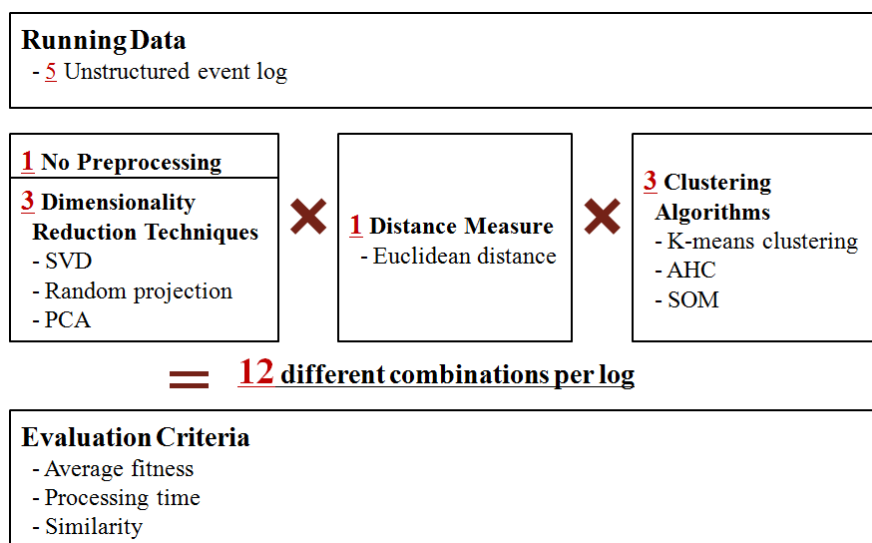 Running Data
- 5 Unstructured event log
1 No Preprocessing
3 Dimensionality
Reduction Techniques
- SVD
- Random projection
- PCA
×
1 Distance Measure
- Euclidean distance
×
3 Clustering
Algorithms
- K-means clustering
- AHC
- SOM
= 12 different combinations per log
Evaluation Criteria
- Average fitness
- Processing time
- Similarity